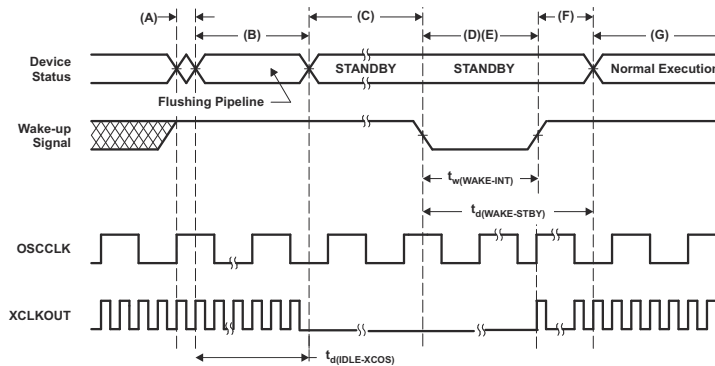 (A)
(B)
(C)
(D)(E)
(F)
(G)
Device
Status
STANDBY
STANDBY
Normal Execution
Flushing Pipeline
Wake-up
Signal
tw(WAKE-INT)
td(WAKE-STBY)
OSCCLK
XCLKOUT
td(IDLE-XCOS)